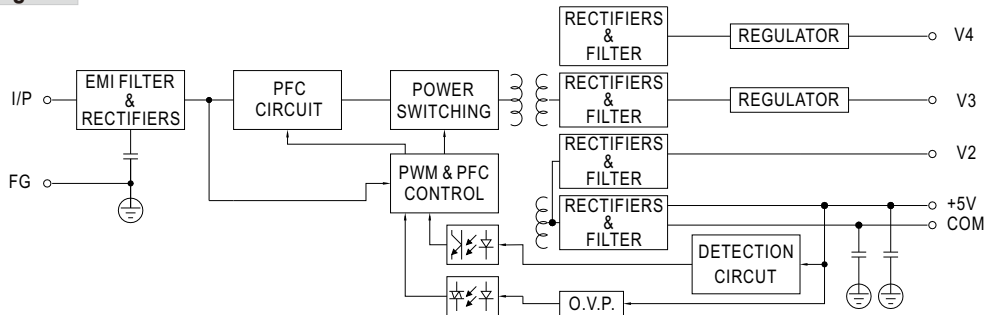 RECTIFIERS
&
FILTER
REGULATOR
V4
I/P
EMI FILTER
&
RECTIFIERS
PFC
CIRCUIT
POWER
SWITCHING
RECTIFIERS
&
FILTER
REGULATOR
V3
FG
PWM & PFC
CONTROL
RECTIFIERS
&
FILTER
V2
RECTIFIERS
&
FILTER
+5V
COM
DETECTION
CIRCUT
O.V.P.